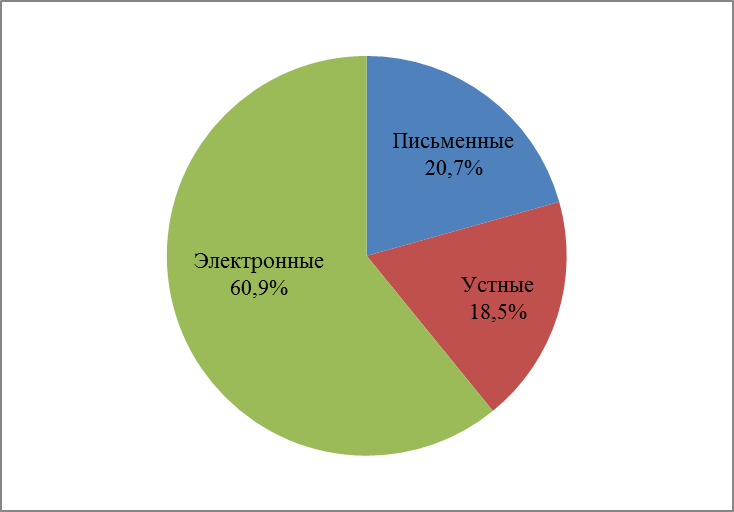 Письменные
20,7%
Электронные
60,9%
Устные
18,5%